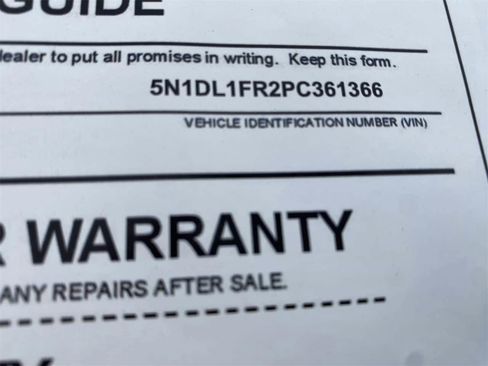 GUIDE
dealer to put all promises in writing. Keep this form.
5N1DL1FR2PC361366
VEHICLE IDENTIFICATION NUMBER (VIN)
R WARRANTY
ANY REPAIRS AFTER SALE.